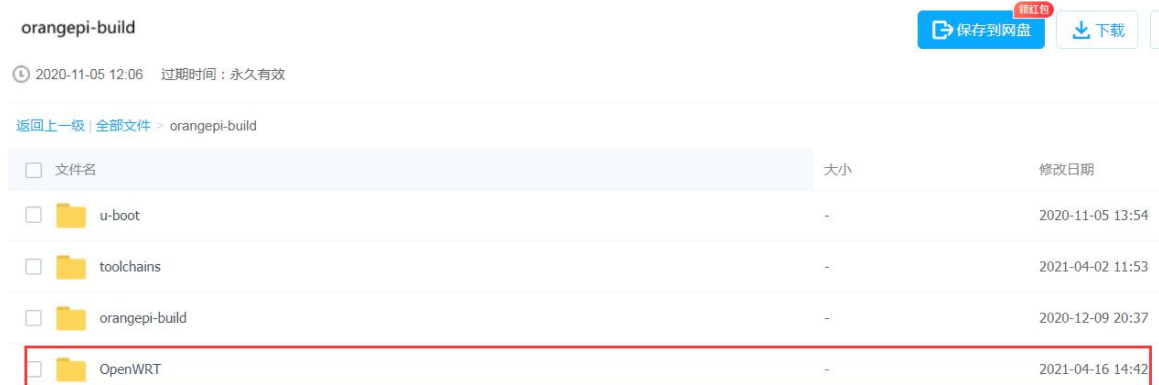 orangepi-build
领红包
保存到网盘 下载
2020-11-05 12:06 过期时间：永久有效
返回上一级 | 全部文件 > orangepi-build
文件名 大小 修改日期
u-boot - 2020-11-05 13:54
toolchains - 2021-04-02 11:53
orangepi-build - 2020-12-09 20:37
OpenWRT - 2021-04-16 14:42